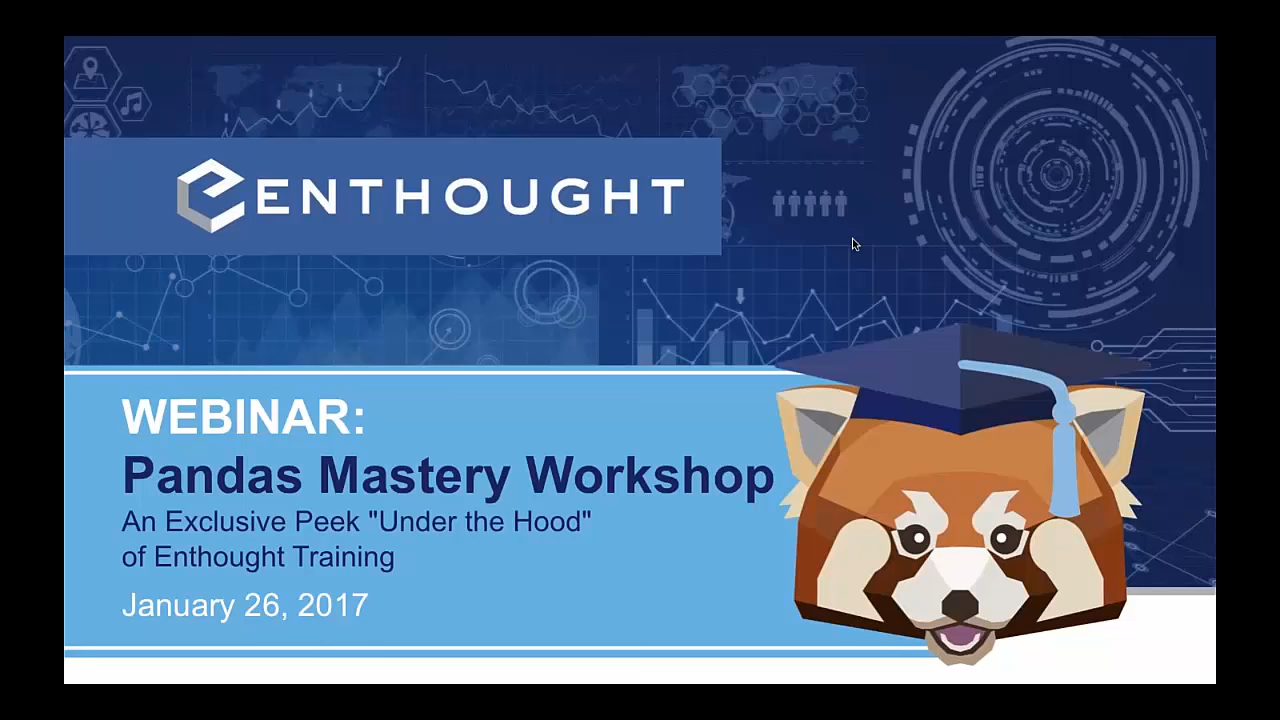 ENTHOUGHT
WEBINAR:
Pandas Mastery Workshop
An Exclusive Peek "Under the Hood"
of Enthought Training
January 26, 2017